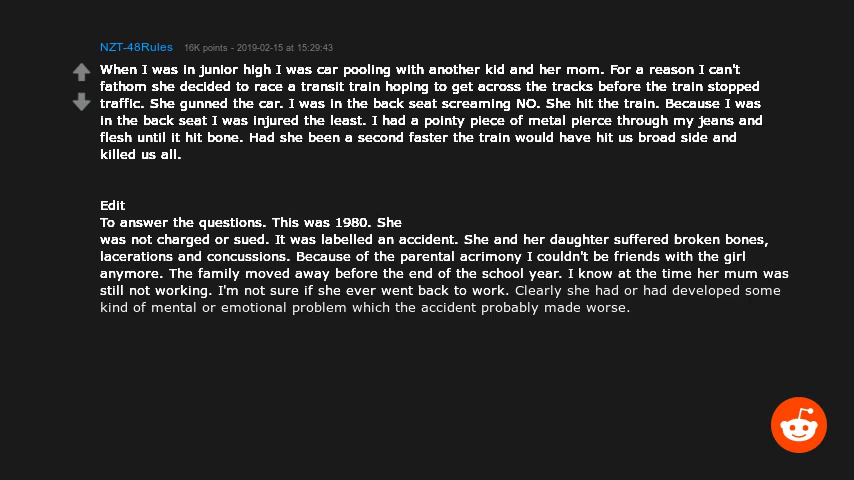 NZT-48Rules 16K points - 2019-02-15 at 15:29:43
When I was in junior high I was car pooling with another kid and her mom. For a reason I can't
fathom she decided to race a transit train hoping to get across the tracks before the train stopped
traffic. She gunned the car. I was in the back seat screaming NO. She hit the train. Because I was
in the back seat I was injured the least. I had a pointy piece of metal pierce through my jeans and
flesh until it hit bone. Had she been a second faster the train would have hit us broad side and
killed us all.
Edit
To answer the questions. This was 1980. She
was not charged or sued. It was labelled an accident. She and her daughter suffered broken bones,
lacerations and concussions. Because of the parental acrimony I couldn't be friends with the girl
anymore. The family moved away before the end of the school year. I know at the time her mum was
still not working. I'm not sure if she ever went back to work. Clearly she had or had developed some
kind of mental or emotional problem which the accident probably made worse.